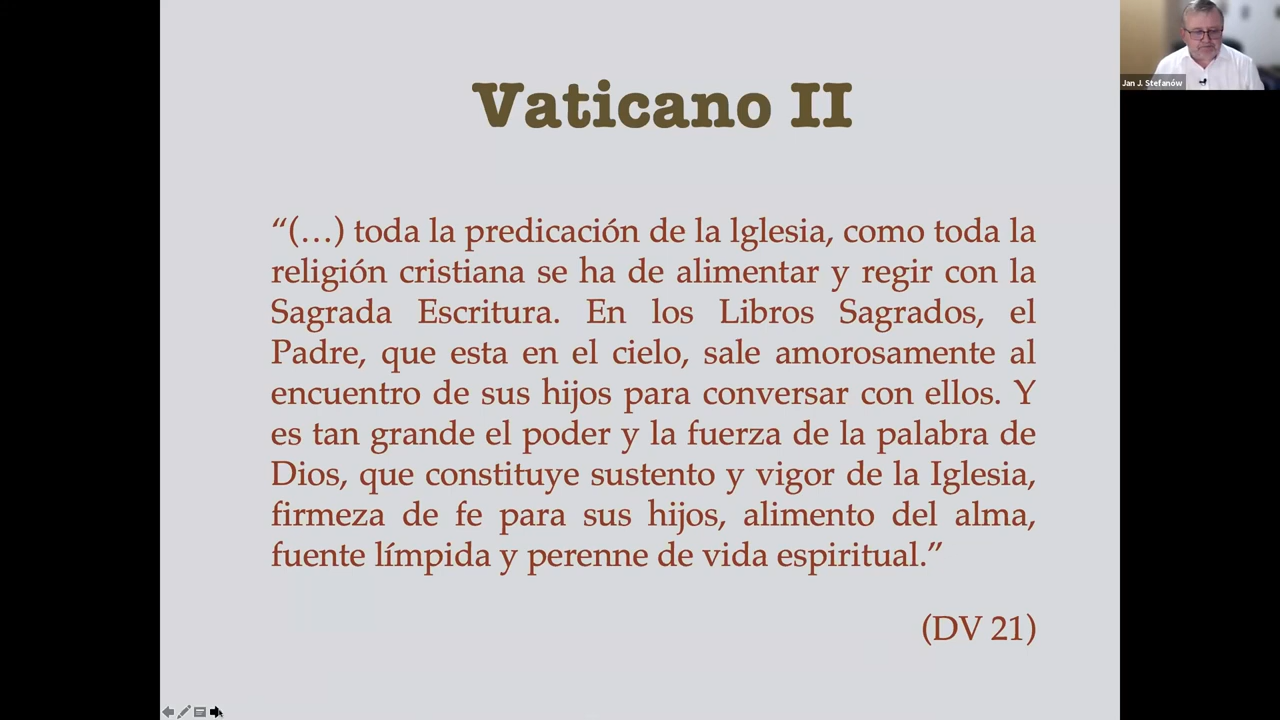 Vaticano II
“(…) toda la predicación de la lglesia, como toda la
religión cristiana se ha de alimentar y regir con la
Sagrada Escritura. En los Libros Sagrados, el
Padre, que esta en el cielo, sale amorosamente al
encuentro de sus hijos para conversar con ellos. Y
es tan grande el poder y la fuerza de la palabra de
Dios, que constituye sustento y vigor de la Iglesia,
firmeza de fe para sus hijos, alimento del alma,
fuente límpida y perenne de vida espiritual.”
(DV 21)
Jan J. Stefanów